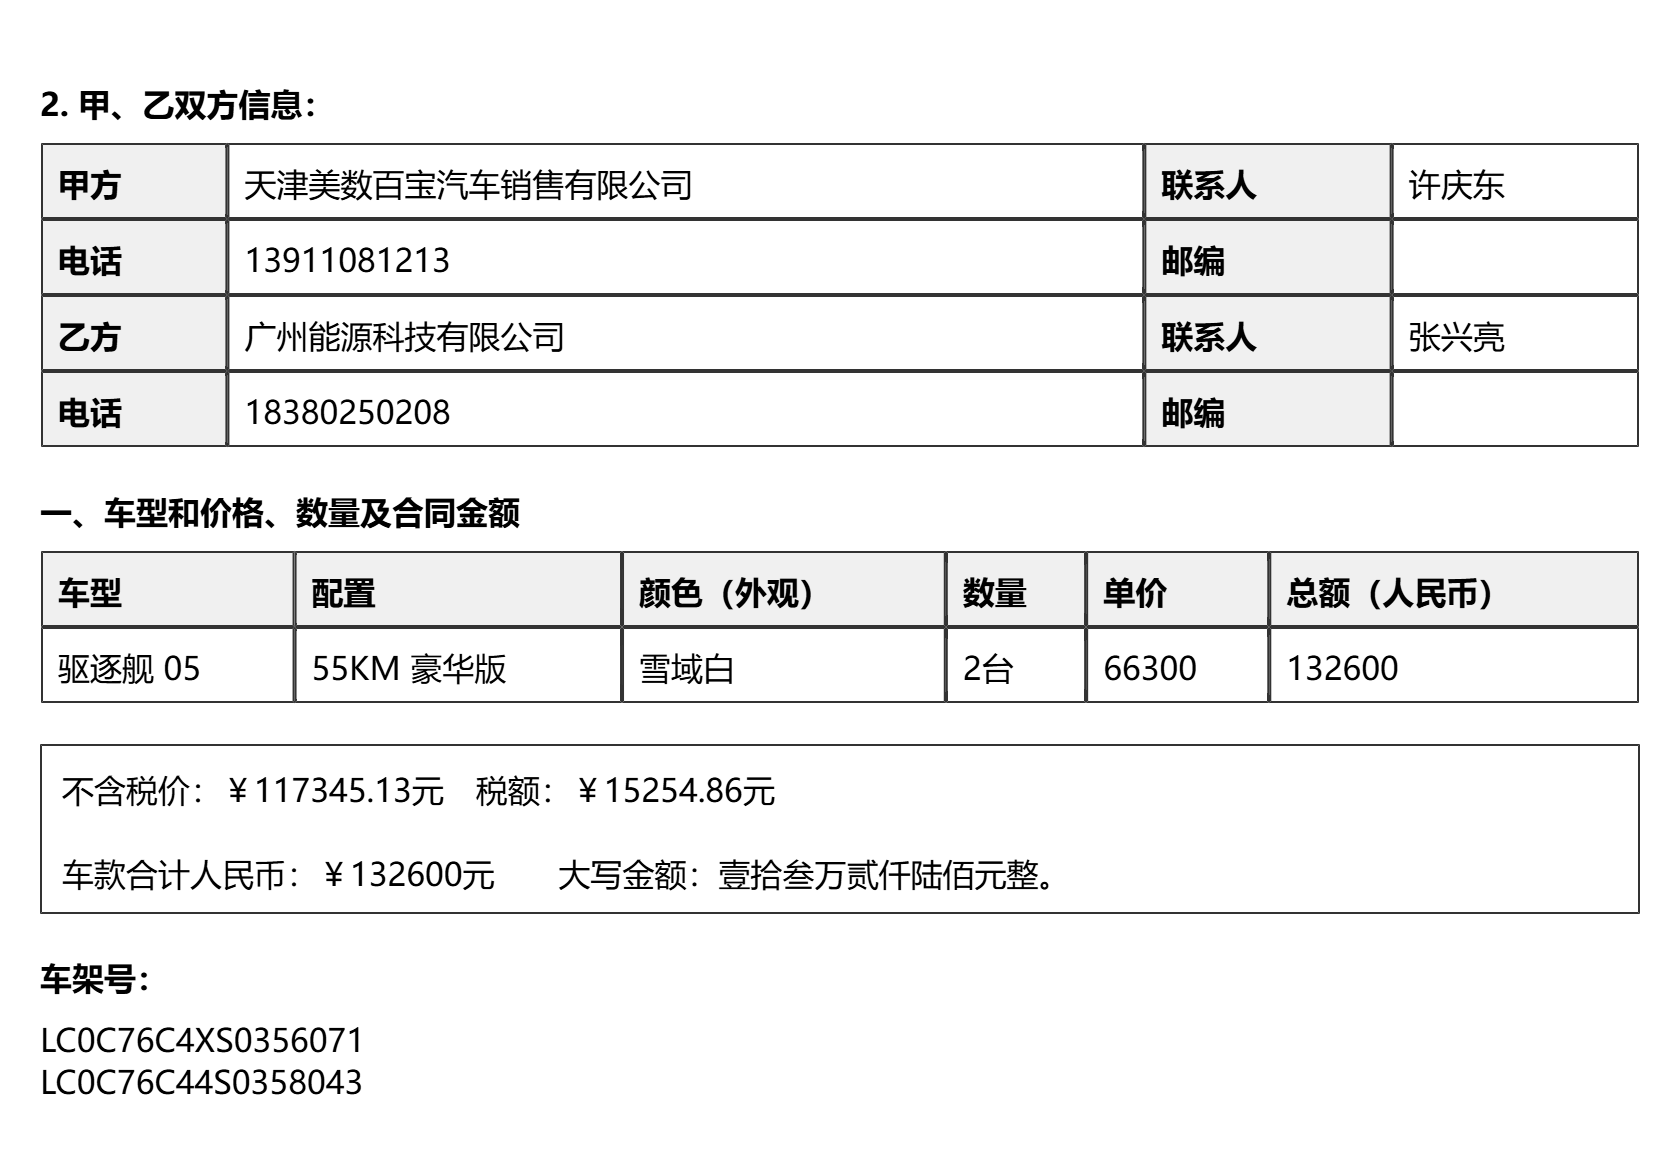 2. 甲、乙双方信息：
甲方 天津美数百宝汽车销售有限公司 联系人 许庆东
电话 13911081213 邮编
乙方 广州能源科技有限公司 联系人 张兴亮
电话 18380250208 邮编
一、车型和价格、数量及合同金额
车型 配置 颜色（外观） 数量 单价 总额（人民币）
驱逐舰 05 55KM 豪华版 雪域白 2台 66300 132600
不含税价：￥117345.13元 税额：￥15254.86元
车款合计人民币：￥132600元 大写金额：壹拾叁万贰仟陆佰元整。
车架号：
LC0C76C4XS0356071
LC0C76C44S0358043